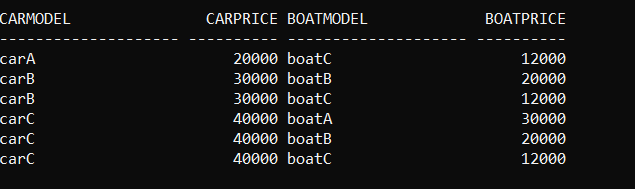 CARMODEL CARPRICE BOATMODEL BOATPRICE
-------------------- ---------- -------------------- ----------
carA 20000 boatC 12000
carB 30000 boatB 20000
carB 30000 boatC 12000
carC 40000 boatA 30000
carC 40000 boatB 20000
carC 40000 boatC 12000